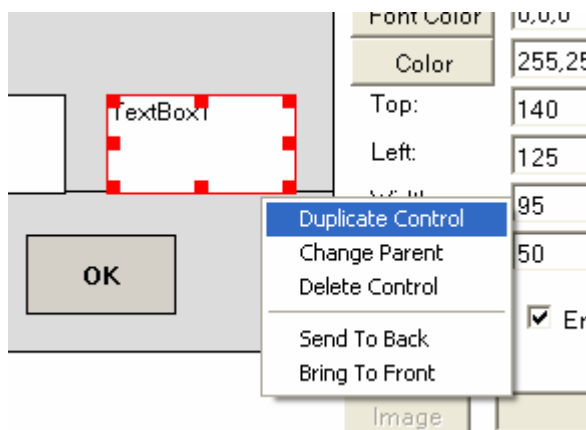 Font Color
0,0,0
Color
255,25
TextBox1
Top:
140
Left:
125
Width
95
Duplicate Control
Change Parent
50
OK
Delete Control
Send To Back
Bring To Front
Image